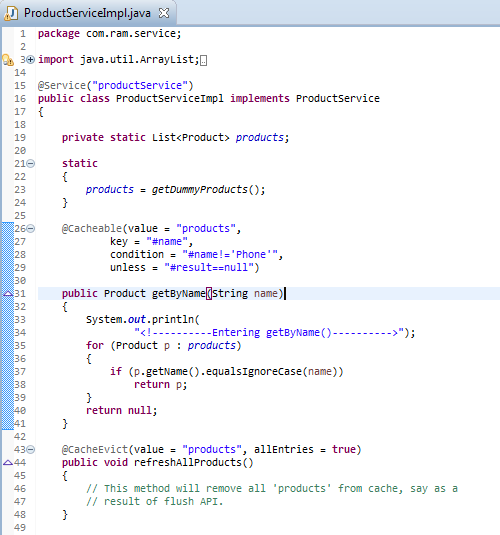 ProductServiceImpl.java
1 package com.ram.service;
2
3 import java.util.ArrayList;
14
15 @Service("productService")
16 public class ProductServiceImpl implements ProductService
17 {
18
19 private static List<Product> products;
20
21 static
22 {
23 products = getDummyProducts();
24 }
25
26 @Cacheable(value = "products",
27 key = "#name",
28 condition = "#name!='Phone'",
29 unless = "#result==null")
30
31 public Product getByName(String name)
32 {
33 System.out.println(
34 "<!----------Entering getByName()---------->");
35 for (Product p : products)
36 {
37 if (p.getName().equalsIgnoreCase(name))
38 return p;
39 }
40 return null;
41 }
42
43 @CacheEvict(value = "products", allEntries = true)
44 public void refreshAllProducts()
45 {
46 // This method will remove all 'products' from cache, say as a
47 // result of flush API.
48 }
49